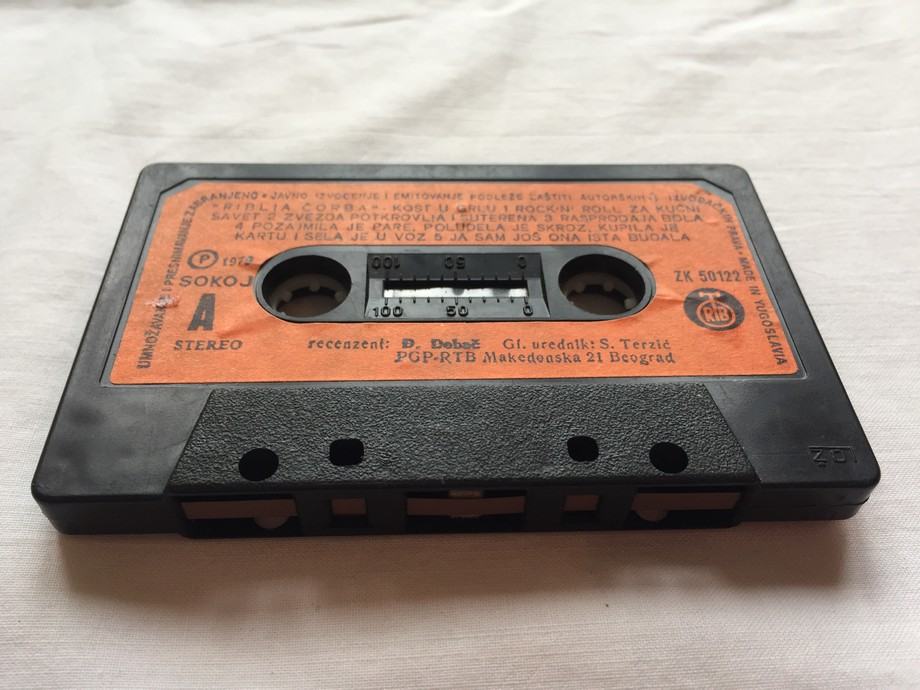 UMNOŽAVANJE I PRESNIMAVANJE ZABRANJENO • JAVNO IZVOĐENJE I EMITOVANJE PODLEŽE ZAŠTITI AUTORSKIH I IZVOĐAČKIH PRAVA • MADE IN YUGOSLAVIA
"RIBLJA ČORBA" - KOST U GRLU 1 ROCK-N' ROLL ZA KUĆNI
SAVET 2 ZVEZDA POTKROVLJA I SUTERENA 3 RASPRODAJA BOLA
4 POZAJMILA JE PARE, POLUDELA JE SKROZ, KUPILA JE
KARTU I SELA JE U VOZ 5 JA SAM JOŠ ONA ISTA BUDALA
Ⓟ 1979
SOKOJ
A
STEREO
100 50 0
100 50 0
ZK 50122
RTB
recenzent: Đ. Debač Gl. urednik: S. Terzić
PGP-RTB Makedonska 21 Beograd